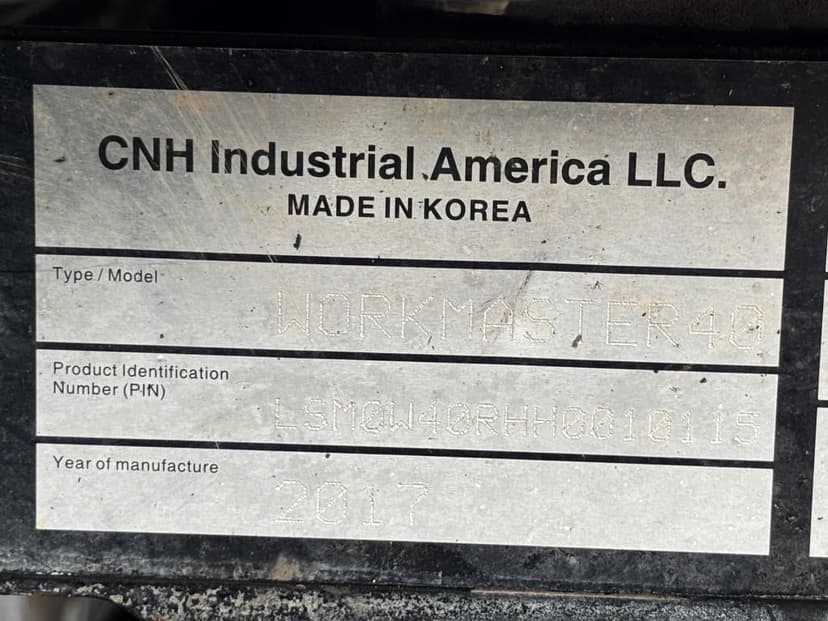 CNH Industrial America LLC.
MADE IN KOREA
Type / Model
WORKMASTER40
Product Identification
Number (PIN)
LSM0W40RHH0010115
Year of manufacture
2017